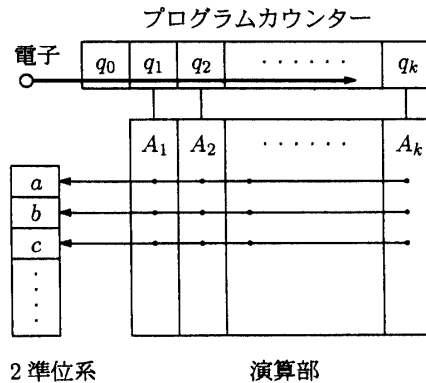 プログラムカウンター
電子
q₀ q₁ q₂ ······ qₖ
A₁ A₂ ······ Aₖ
a
b
c
2 準位系
演算部